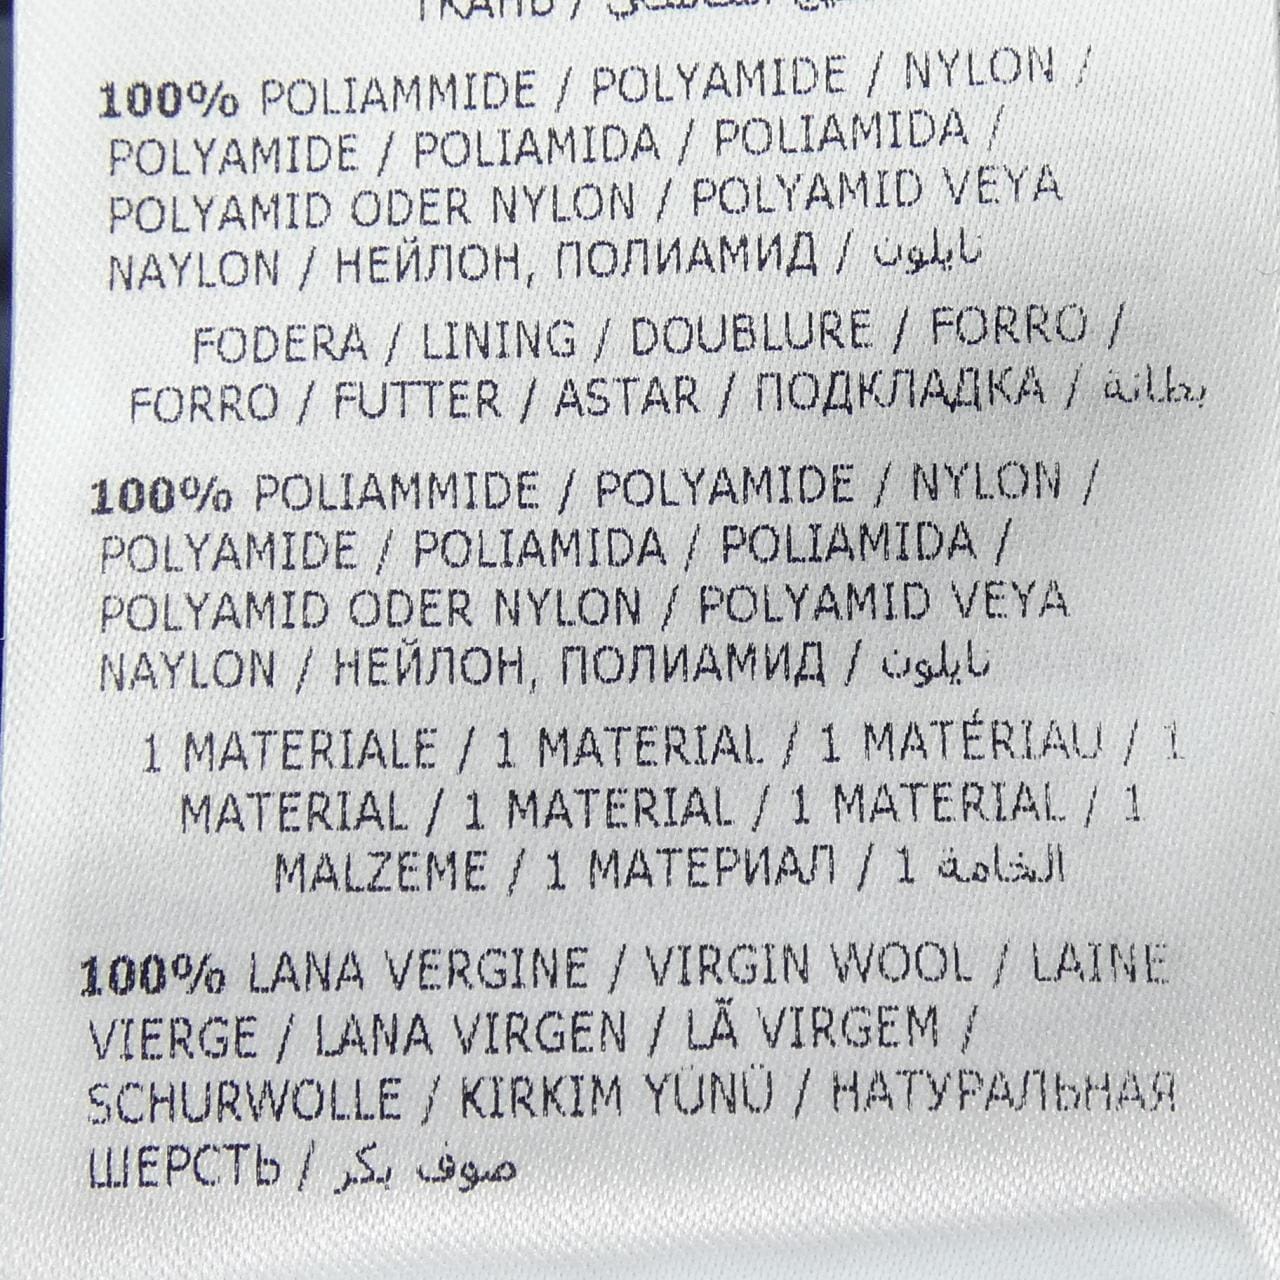 ТКАНЬ /
100% POLIAMMIDE / POLYAMIDE / NYLON /
POLYAMIDE / POLIAMIDA / POLIAMIDA /
POLYAMID ODER NYLON / POLYAMID VEYA
NAYLON / НЕЙЛОН, ПОЛИАМИД / نايلون
FODERA / LINING / DOUBLURE / FORRO /
FORRO / FUTTER / ASTAR / ПОДКЛАДКА / بطانة
100% POLIAMMIDE / POLYAMIDE / NYLON /
POLYAMIDE / POLIAMIDA / POLIAMIDA /
POLYAMID ODER NYLON / POLYAMID VEYA
NAYLON / НЕЙЛОН, ПОЛИАМИД / نايلون
1 MATERIALE / 1 MATERIAL / 1 MATÉRIAU / 1
MATERIAL / 1 MATERIAL / 1 MATERIAL / 1
MALZEME / 1 МАТЕРИАЛ / 1 الخامة
100% LANA VERGINE / VIRGIN WOOL / LAINE
VIERGE / LANA VIRGEN / LÃ VIRGEM /
SCHURWOLLE / KIRKIM YÜNÜ / НАТУРАЛЬНАЯ
ШЕРСТЬ / صوف بكر